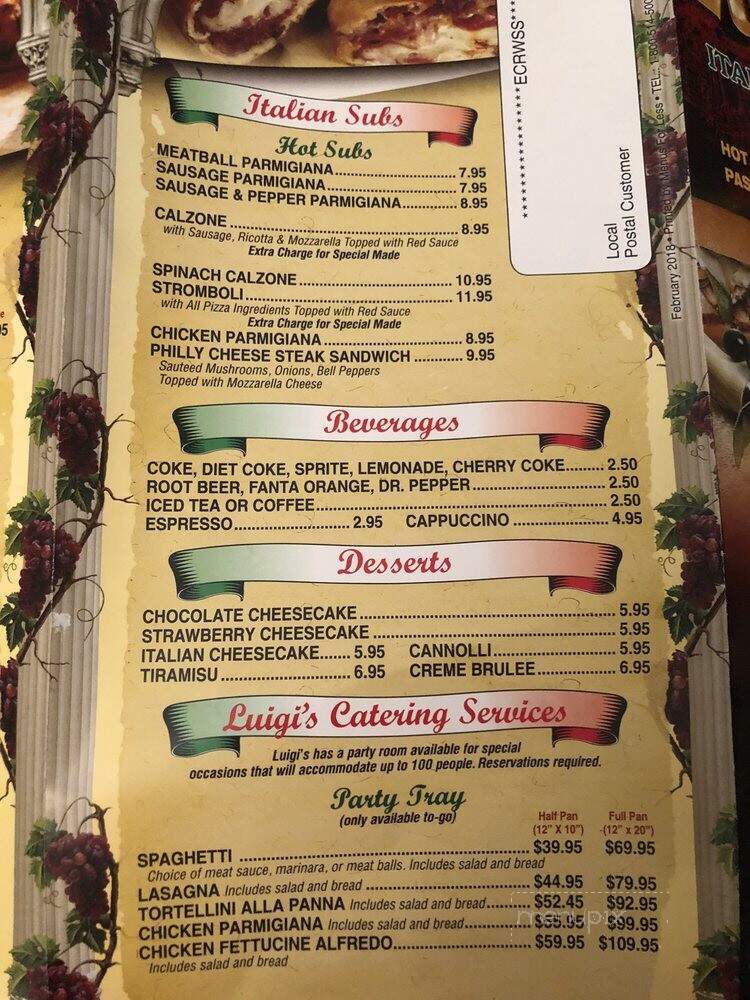 Italian Subs
Hot Subs
MEATBALL PARMIGIANA 7.95
SAUSAGE PARMIGIANA 7.95
SAUSAGE & PEPPER PARMIGIANA 8.95
CALZONE 8.95
with Sausage, Ricotta & Mozzarella Topped with Red Sauce
Extra Charge for Special Made
SPINACH CALZONE 10.95
STROMBOLI 11.95
with All Pizza Ingredients Topped with Red Sauce
Extra Charge for Special Made
CHICKEN PARMIGIANA 8.95
PHILLY CHEESE STEAK SANDWICH 9.95
Sauteed Mushrooms, Onions, Bell Peppers
Topped with Mozzarella Cheese
Beverages
COKE, DIET COKE, SPRITE, LEMONADE, CHERRY COKE 2.50
ROOT BEER, FANTA ORANGE, DR. PEPPER 2.50
ICED TEA OR COFFEE 2.50
ESPRESSO 2.95 CAPPUCCINO 4.95
Desserts
CHOCOLATE CHEESECAKE 5.95
STRAWBERRY CHEESECAKE 5.95
ITALIAN CHEESECAKE 5.95 CANNOLLI 5.95
TIRAMISU 6.95 CREME BRULEE 6.95
Luigi's Catering Services
Luigi's has a party room available for special
occasions that will accommodate up to 100 people. Reservations required.
Party Tray
(only available to-go)
Half Pan Full Pan
(12" X 10") (12" x 20")
SPAGHETTI $39.95 $69.95
Choice of meat sauce, marinara, or meat balls. Includes salad and bread
LASAGNA Includes salad and bread $44.95 $79.95
TORTELLINI ALLA PANNA Includes salad and bread $52.45 $92.95
CHICKEN PARMIGIANA Includes salad and bread $99.95
CHICKEN FETTUCINE ALFREDO $59.95 $109.95
Includes salad and bread
ECRWSS
Local
Postal Customer
February 2018 • Printed by Menus For Less • TEL.:
HOT